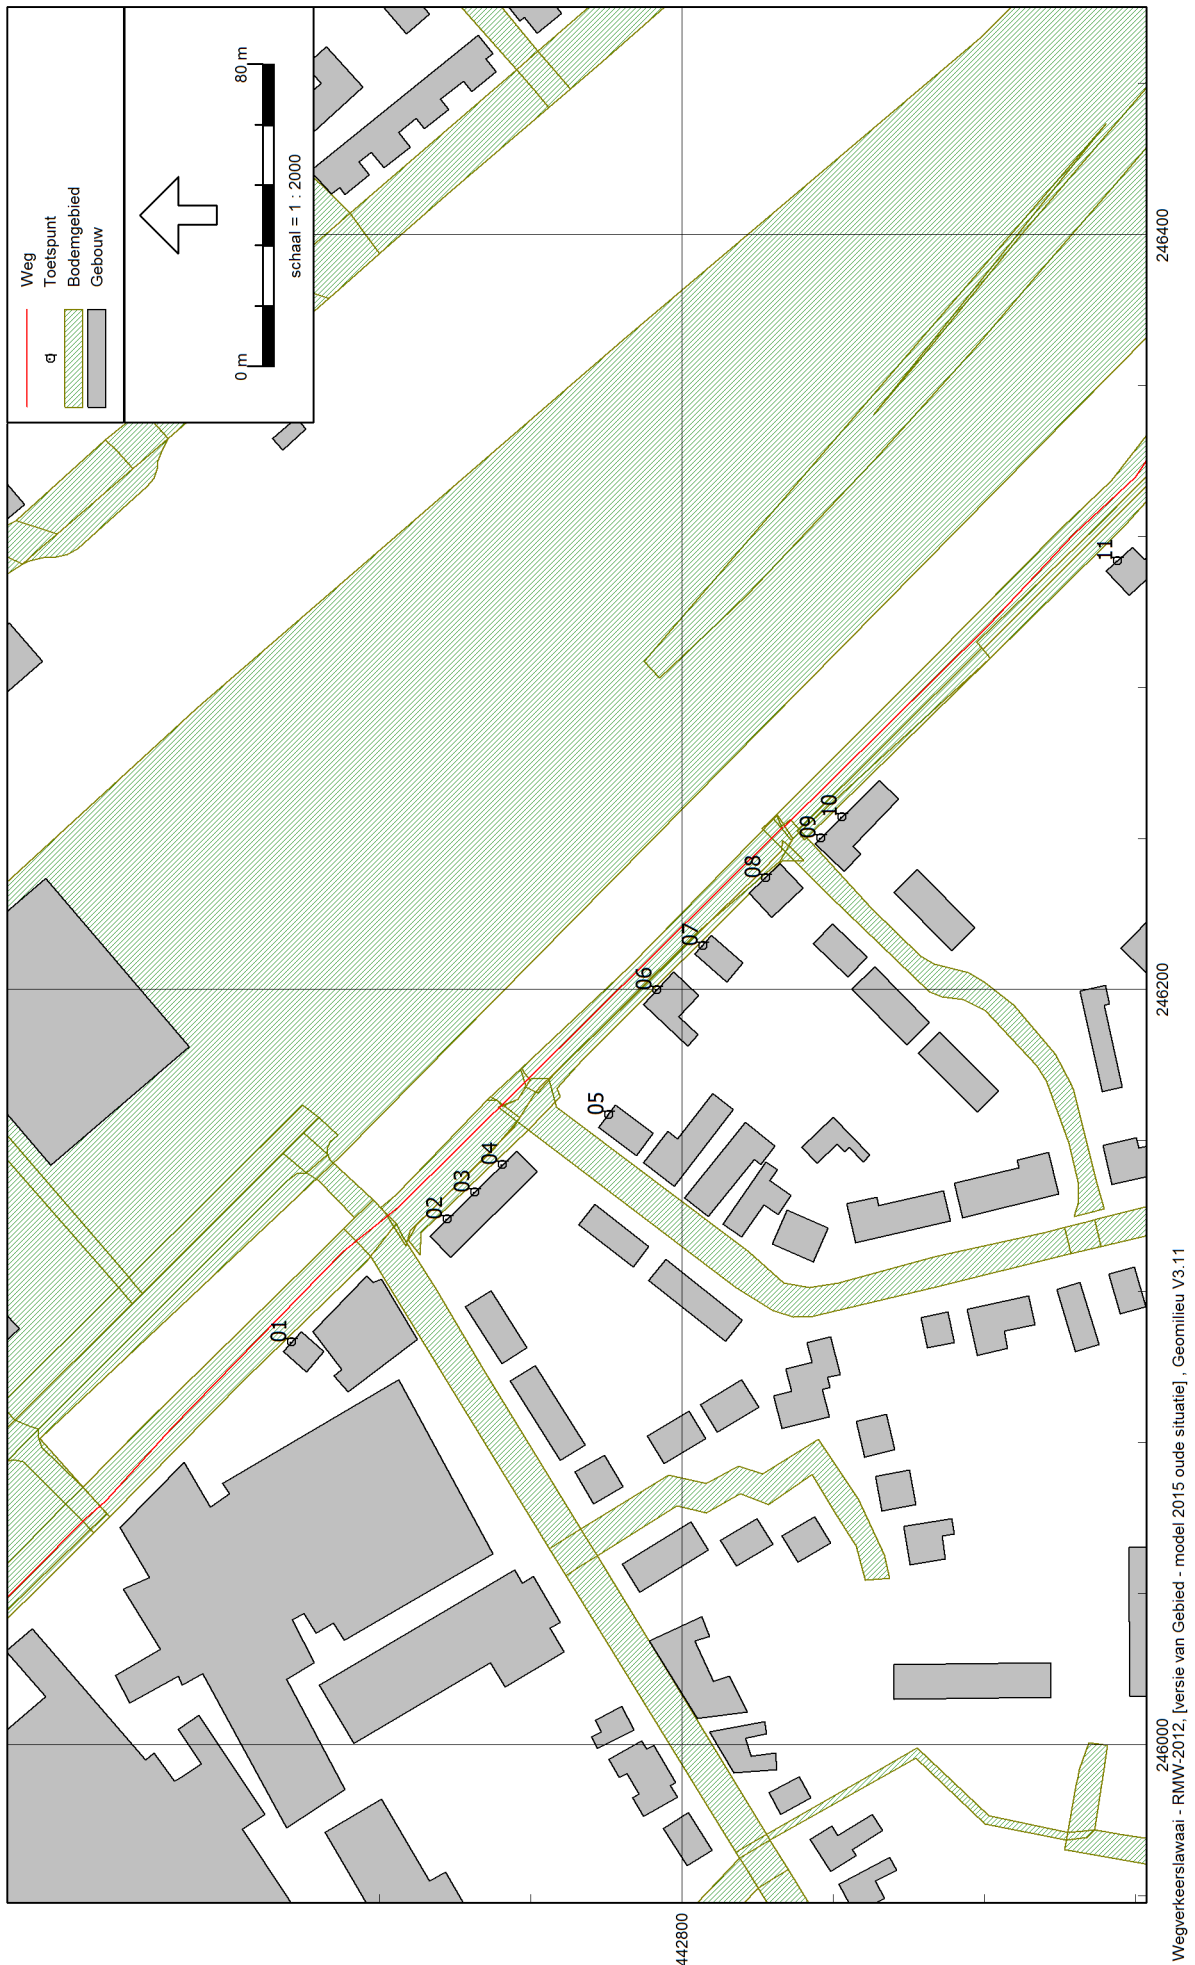 Weg
Toetspunt
Bodemgebied
Gebouw
0 m
80 m
schaal = 1 : 2000
01
02
03
04
05
06
07
08
09
10
11
442800
246000
246200
246400
Wegverkeerslawaai - RMW-2012, [versie van Gebied - model 2015 oude situatie] , Geomilieu V3.11